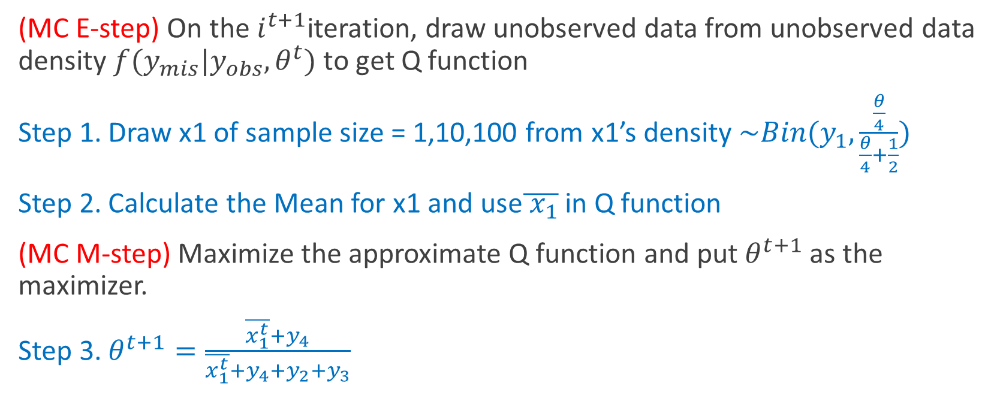 (MC E-step) On the $i^{t+1}$iteration, draw unobserved data from unobserved data
density $f(y_{mis}|y_{obs}, \theta^t)$ to get Q function
Step 1. Draw x1 of sample size = 1,10,100 from x1's density $\sim Bin(y_1, \frac{\frac{\theta}{4}}{\frac{\theta}{4}+\frac{1}{2}})$
Step 2. Calculate the Mean for x1 and use $\overline{x_1}$ in Q function
(MC M-step) Maximize the approximate Q function and put $\theta^{t+1}$ as the
maximizer.
Step 3. $\theta^{t+1} = \frac{\overline{x_1^t}+y_4}{\overline{x_1^t}+y_4+y_2+y_3}$